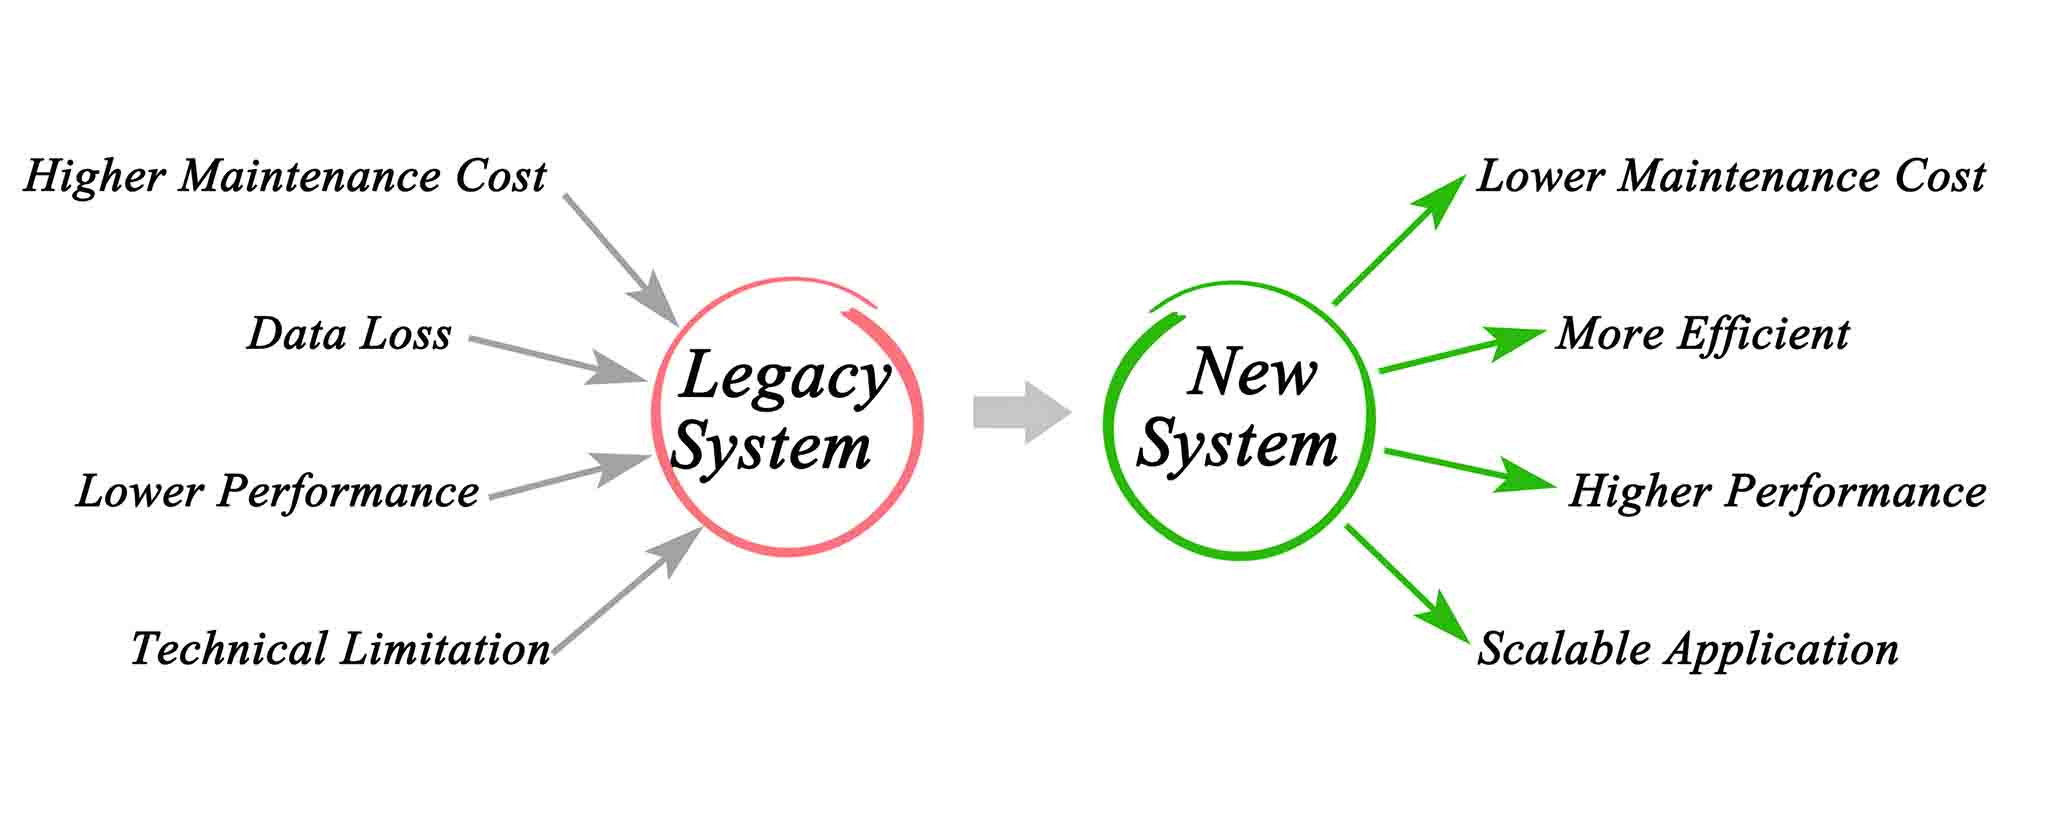 Higher Maintenance Cost
Data Loss
Lower Performance
Technical Limitation
Legacy
System
New
System
Lower Maintenance Cost
More Efficient
Higher Performance
Scalable Application